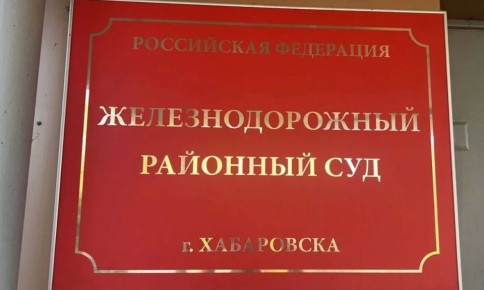 РОССИЙСКАЯ ФЕДЕРАЦИЯ
ЖЕЛЕЗНОДОРОЖНЫЙ
РАЙОННЫЙ СУД
г. ХАБАРОВСКА